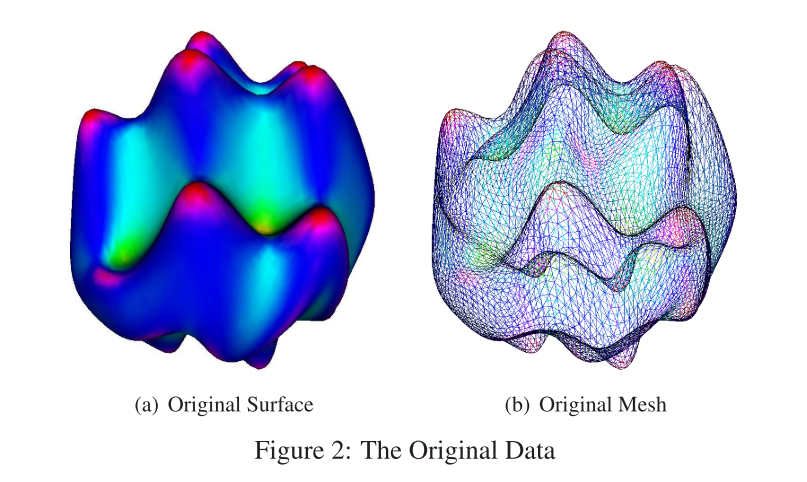 (a) Original Surface
(b) Original Mesh
Figure 2: The Original Data